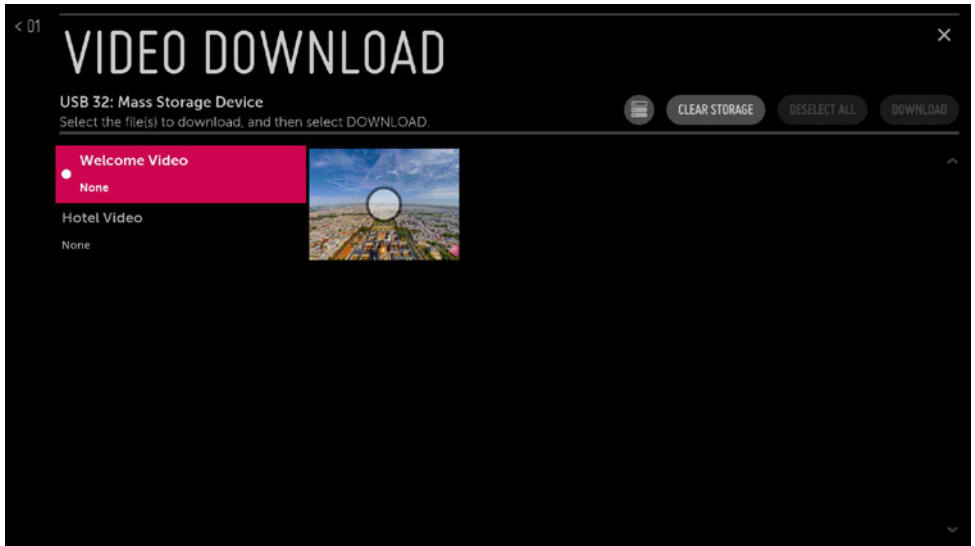 < 01
VIDEO DOWNLOAD
USB 32: Mass Storage Device
Select the file(s) to download, and then select DOWNLOAD.
CLEAR STORAGE
DESELECT ALL
DOWNLOAD
Welcome Video
None
Hotel Video
None